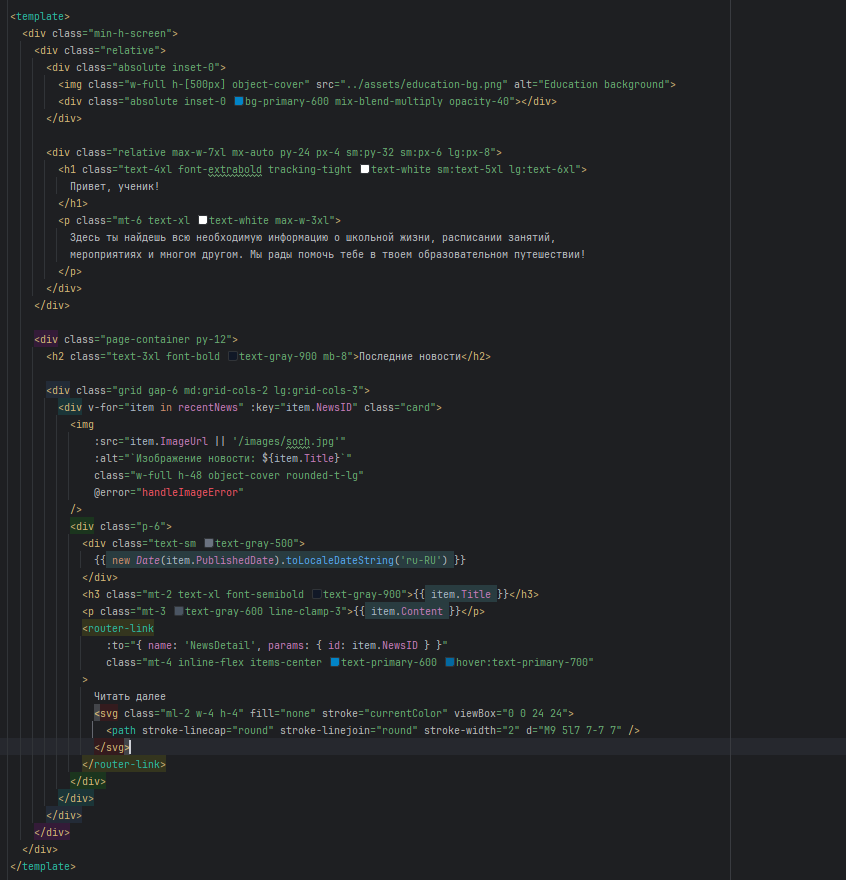 <template>
  <div class="min-h-screen">
    <div class="relative">
      <div class="absolute inset-0">
        <img class="w-full h-[500px] object-cover" src="../assets/education-bg.png" alt="Education background">
        <div class="absolute inset-0 bg-primary-600 mix-blend-multiply opacity-40"></div>
      </div>

      <div class="relative max-w-7xl mx-auto py-24 px-4 sm:py-32 sm:px-6 lg:px-8">
        <h1 class="text-4xl font-extrabold tracking-tight text-white sm:text-5xl lg:text-6xl">
          Привет, ученик!
        </h1>
        <p class="mt-6 text-xl text-white max-w-3xl">
          Здесь ты найдешь всю необходимую информацию о школьной жизни, расписании занятий,
          мероприятиях и многом другом. Мы рады помочь тебе в твоем образовательном путешествии!
        </p>
      </div>
    </div>

    <div class="page-container py-12">
      <h2 class="text-3xl font-bold text-gray-900 mb-8">Последние новости</h2>

      <div class="grid gap-6 md:grid-cols-2 lg:grid-cols-3">
        <div v-for="item in recentNews" :key="item.NewsID" class="card">
          <img
              :src="item.ImageUrl || '/images/soch.jpg'"
              :alt="`Изображение новости: ${item.Title}`"
              class="w-full h-48 object-cover rounded-t-lg"
              @error="handleImageError"
          />
          <div class="p-6">
            <div class="text-sm text-gray-500">
              {{ new Date(item.PublishedDate).toLocaleDateString('ru-RU') }}
            </div>
            <h3 class="mt-2 text-xl font-semibold text-gray-900">{{ item.Title }}</h3>
            <p class="mt-3 text-gray-600 line-clamp-3">{{ item.Content }}</p>
            <router-link
                :to="{ name: 'NewsDetail', params: { id: item.NewsID } }"
                class="mt-4 inline-flex items-center text-primary-600 hover:text-primary-700"
            >
              Читать далее
              <svg class="ml-2 w-4 h-4" fill="none" stroke="currentColor" viewBox="0 0 24 24">
                <path stroke-linecap="round" stroke-linejoin="round" stroke-width="2" d="M9 5l7 7-7 7" />
              </svg>
            </router-link>
          </div>
        </div>
      </div>
    </div>
  </div>
</template>